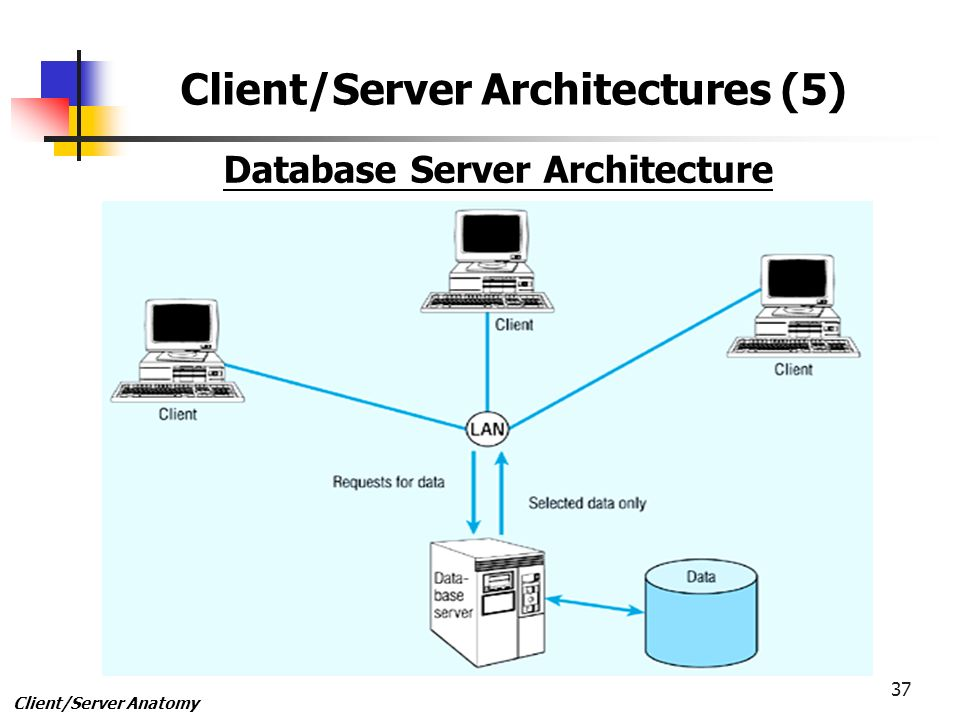 Client/Server Architectures (5)
Database Server Architecture
Client
Client
Client
LAN
Requests for data
Selected data only
Data-
base
server
Data
37
Client/Server Anatomy